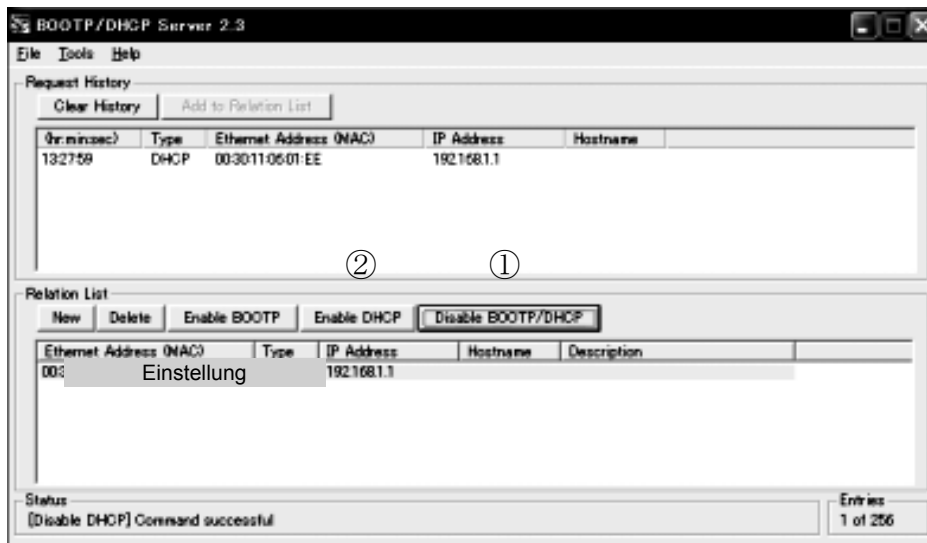 BOOTP/DHCP Server 2.3
File Tools Help
Request History
Clear History Add to Relation List
(hr:min:sec) Type Ethernet Address (MAC) IP Address Hostname
13:27:59 DHCP 00:30:11:06:01:EE 192.168.1.1
② ①
Relation List
New Delete Enable BOOTP Enable DHCP Disable BOOTP/DHCP
Ethernet Address (MAC) Type IP Address Hostname Description
00:3 Einstellung 192.168.1.1
Status
[Disable DHCP] Command successful
Entries
1 of 256